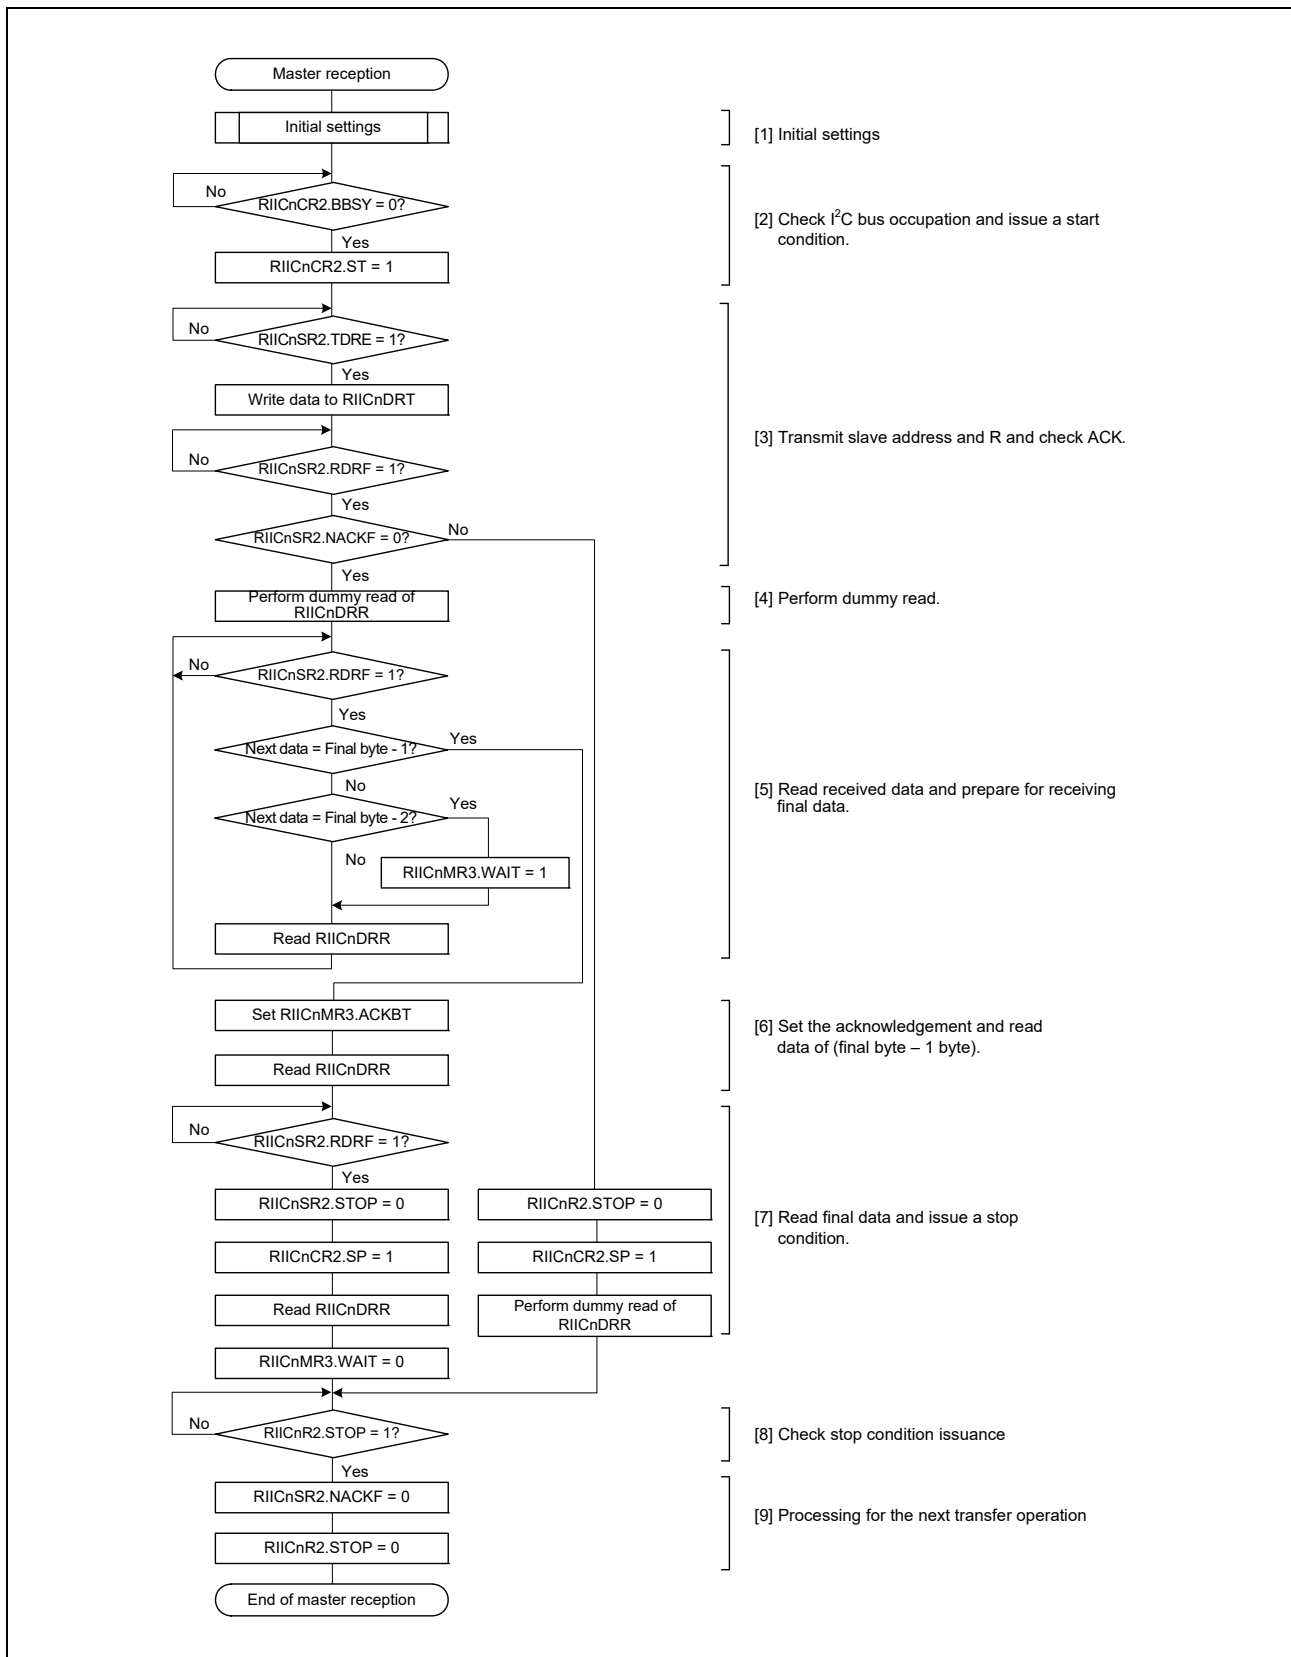 Master reception
Initial settings
[1] Initial settings
No
RIICnCR2.BBSY = 0?
Yes
RIICnCR2.ST = 1
[2] Check I²C bus occupation and issue a start
condition.
No
RIICnSR2.TDRE = 1?
Yes
Write data to RIICnDRT
No
RIICnSR2.RDRF = 1?
Yes
RIICnSR2.NACKF = 0?
No
Yes
[3] Transmit slave address and R and check ACK.
Perform dummy read of
RIICnDRR
[4] Perform dummy read.
No
RIICnSR2.RDRF = 1?
Yes
Next data = Final byte - 1?
Yes
No
Next data = Final byte - 2?
Yes
No
RIICnMR3.WAIT = 1
Read RIICnDRR
[5] Read received data and prepare for receiving
final data.
Set RIICnMR3.ACKBT
Read RIICnDRR
[6] Set the acknowledgement and read
data of (final byte – 1 byte).
No
RIICnSR2.RDRF = 1?
Yes
RIICnSR2.STOP = 0
RIICnCR2.SP = 1
Read RIICnDRR
RIICnMR3.WAIT = 0
RIICnR2.STOP = 0
RIICnCR2.SP = 1
Perform dummy read of
RIICnDRR
[7] Read final data and issue a stop
condition.
No
RIICnR2.STOP = 1?
Yes
[8] Check stop condition issuance
RIICnSR2.NACKF = 0
RIICnR2.STOP = 0
[9] Processing for the next transfer operation
End of master reception